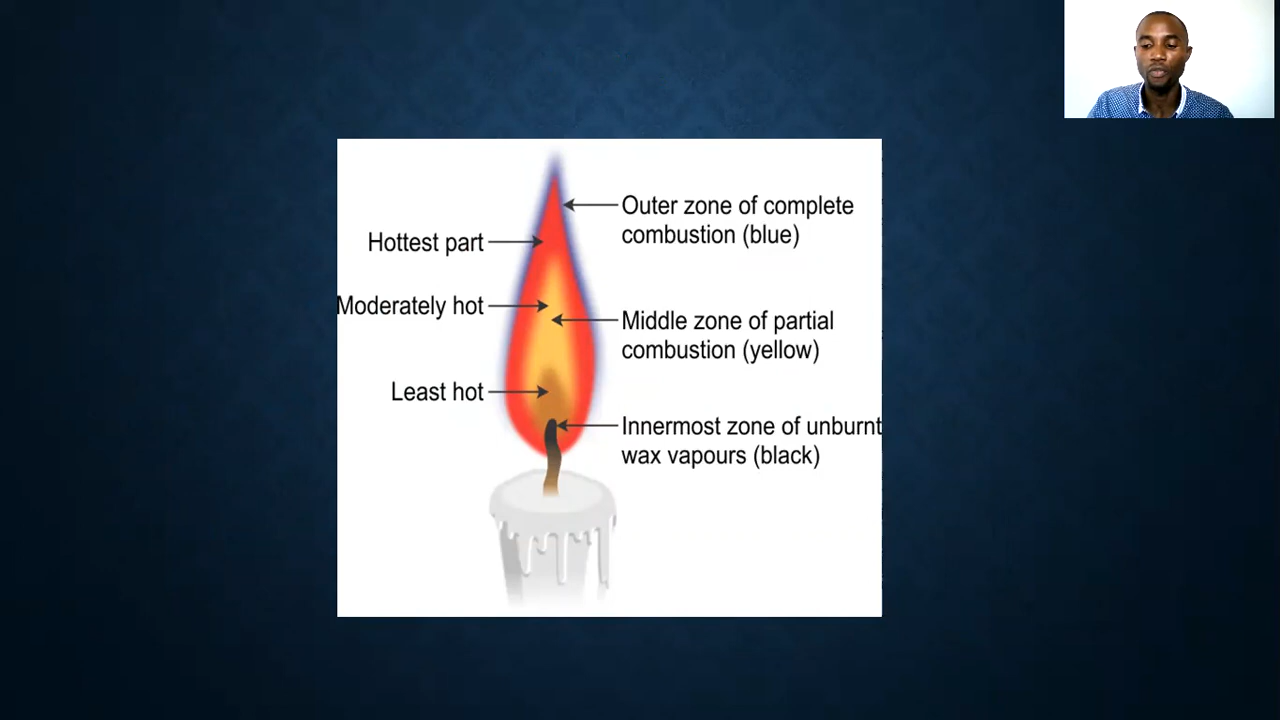 Outer zone of complete
combustion (blue)
Hottest part
Moderately hot
Middle zone of partial
combustion (yellow)
Least hot
Innermost zone of unburnt
wax vapours (black)